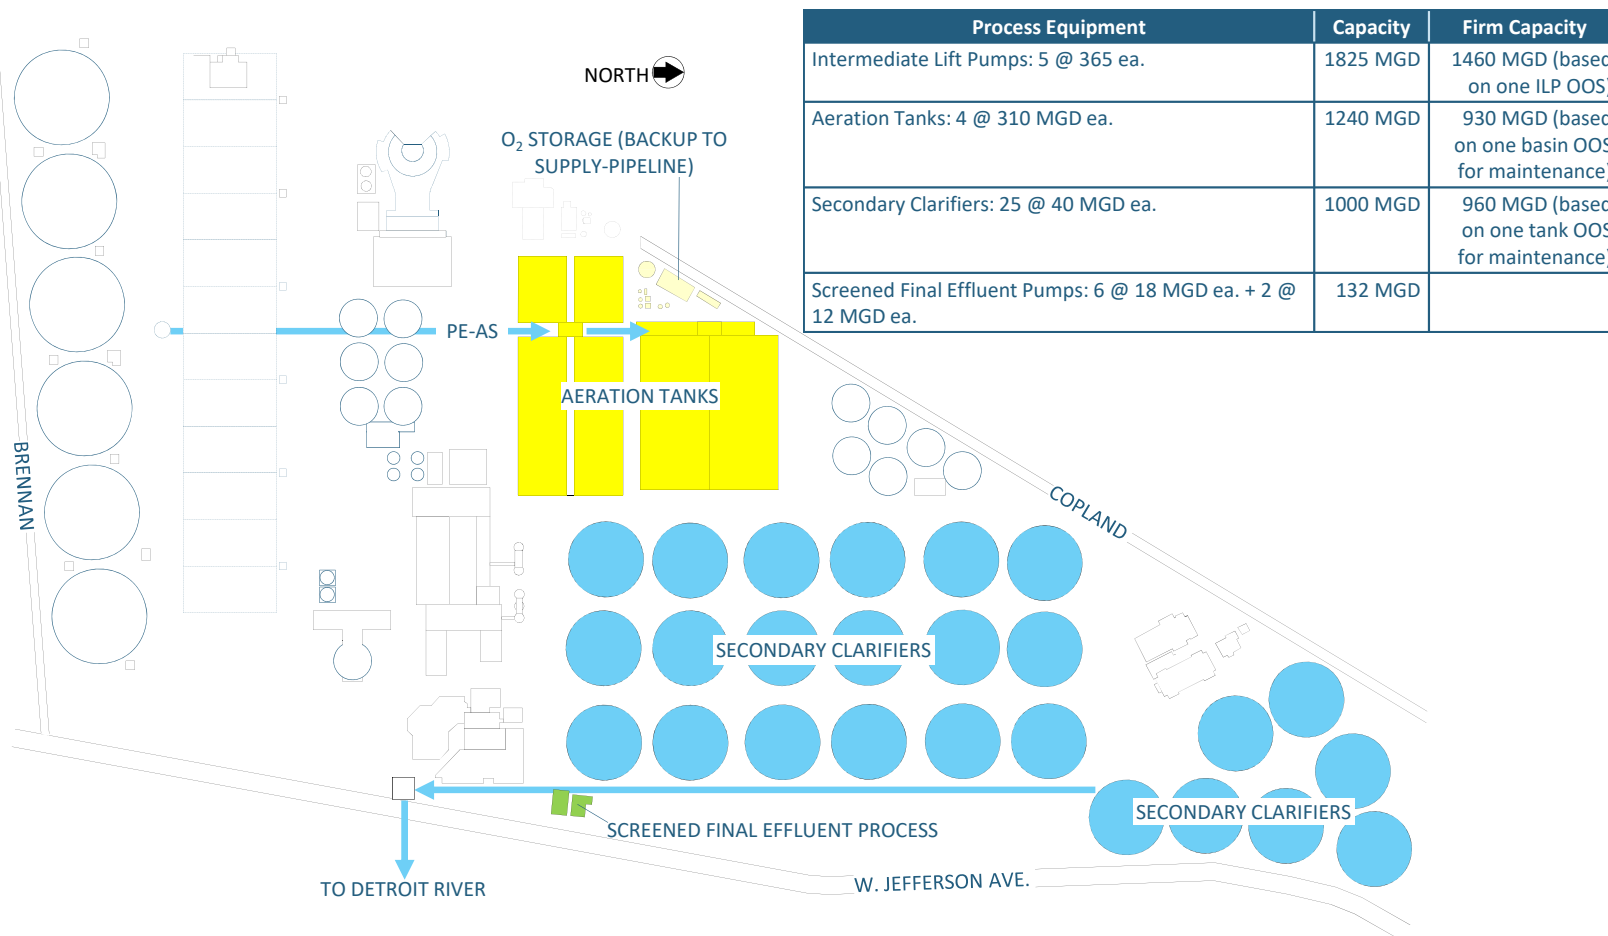 Process Equipment Capacity Firm Capacity
Intermediate Lift Pumps: 5 @ 365 ea. 1825 MGD 1460 MGD (based
on one ILP OOS)
Aeration Tanks: 4 @ 310 MGD ea. 1240 MGD 930 MGD (based
on one basin OOS
for maintenance)
Secondary Clarifiers: 25 @ 40 MGD ea. 1000 MGD 960 MGD (based
on one tank OOS
for maintenance)
Screened Final Effluent Pumps: 6 @ 18 MGD ea. + 2 @ 132 MGD
12 MGD ea.
NORTH
O2 STORAGE (BACKUP TO
SUPPLY-PIPELINE)
PE-AS
AERATION TANKS
BRENNAN
COPLAND
SECONDARY CLARIFIERS
SECONDARY CLARIFIERS
SCREENED FINAL EFFLUENT PROCESS
W. JEFFERSON AVE.
TO DETROIT RIVER